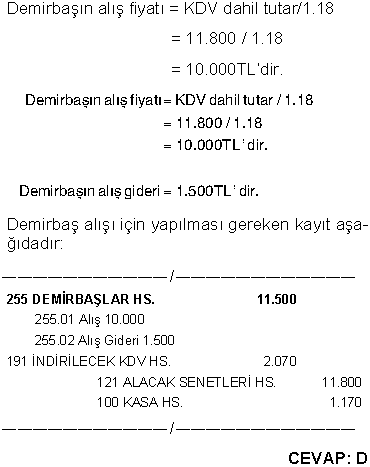 Demirbaşın alış fiyatı = KDV dahil tutar/1.18
= 11.800 / 1.18
= 10.000TL'dir.
Demirbaşın alış fiyatı = KDV dahil tutar / 1.18
= 11.800 / 1.18
= 10.000TL' dir.
Demirbaşın alış gideri = 1.500TL' dir.
Demirbaş alışı için yapılması gereken kayıt aşa-
ğıdadır:
/
255 DEMİRBAŞLAR HS. 11.500
255.01 Alış 10.000
255.02 Alış Gideri 1.500
191 İNDİRİLECEK KDV HS. 2.070
121 ALACAK SENETLERİ HS. 11.800
100 KASA HS. 1.170
/
CEVAP: D